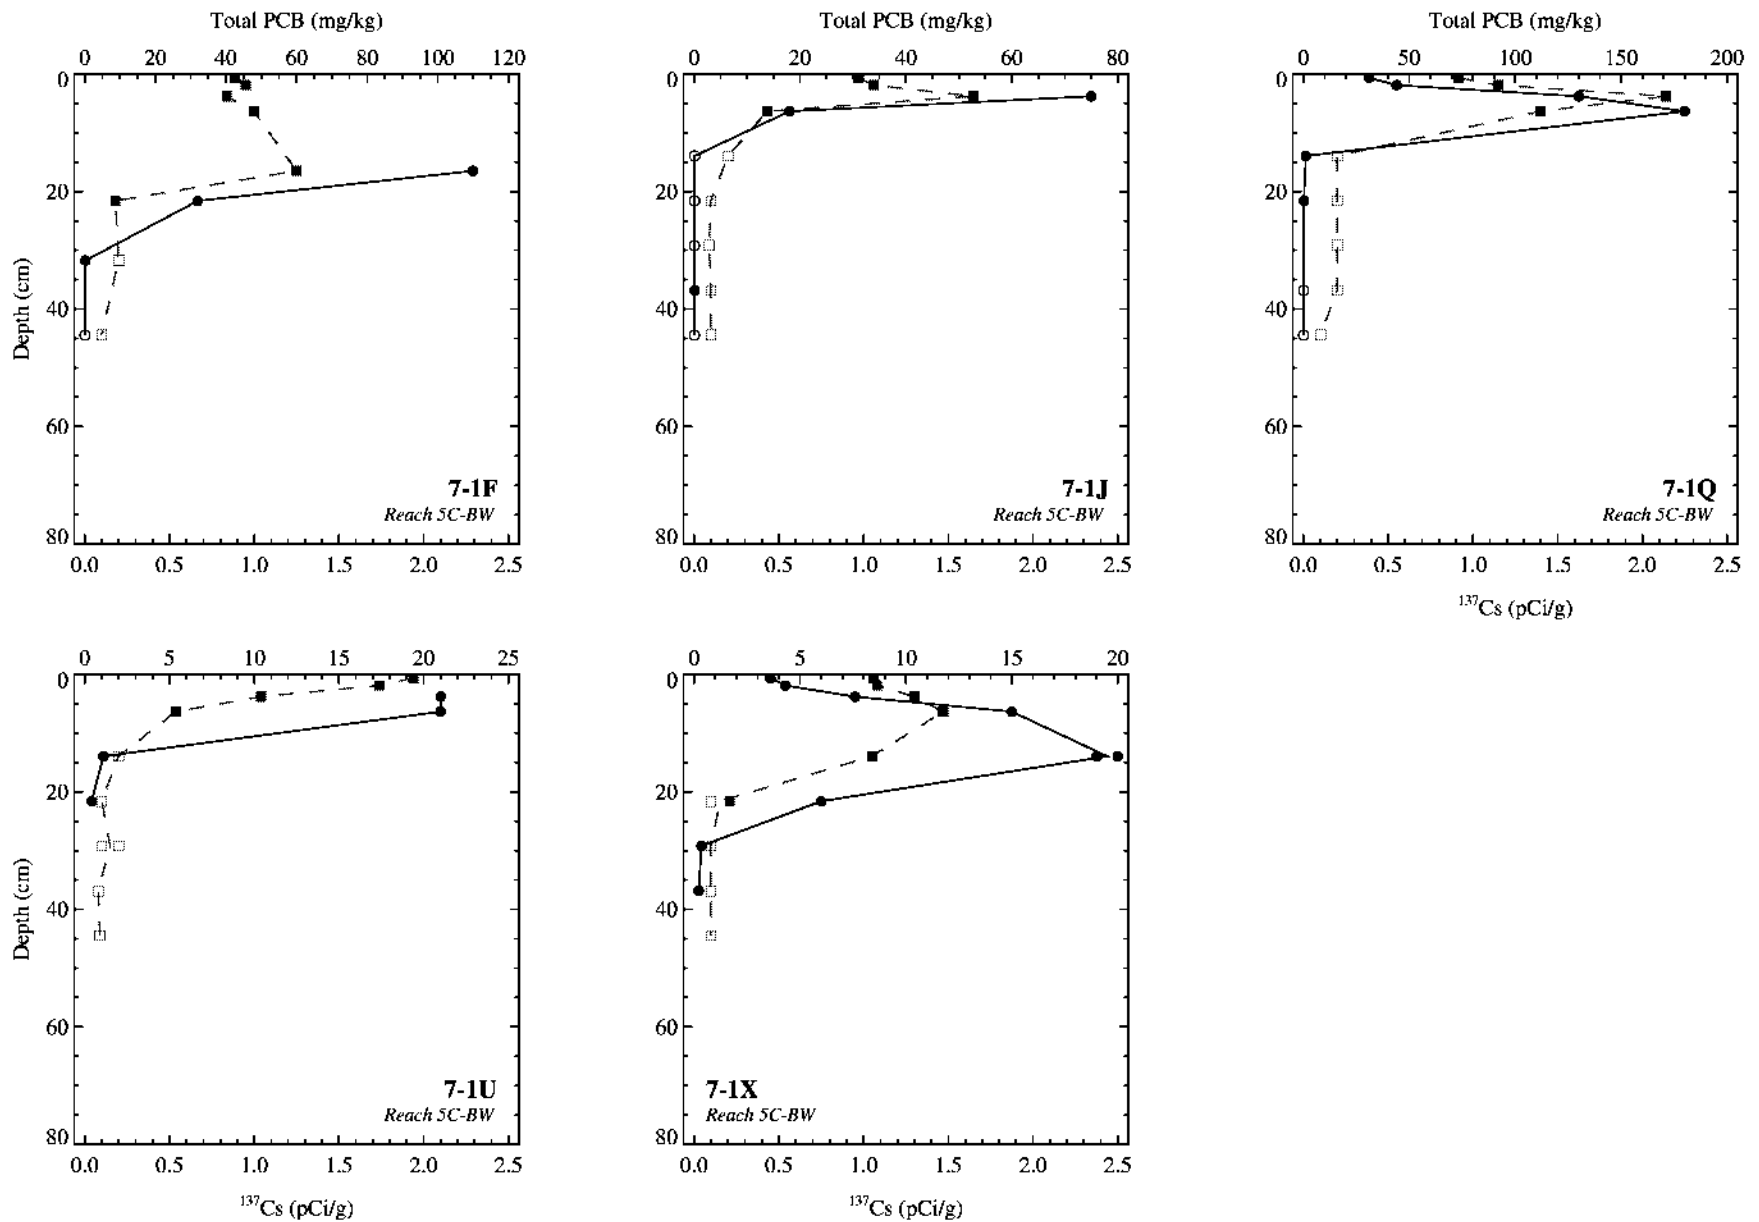 Total PCB (mg/kg)
0 20 40 60 80 100 120
0
20
40
60
80
Depth (cm)
7-1F
Reach 5C-BW
0.0 0.5 1.0 1.5 2.0 2.5
Total PCB (mg/kg)
0 20 40 60 80
0
20
40
60
80
7-1J
Reach 5C-BW
0.0 0.5 1.0 1.5 2.0 2.5
Total PCB (mg/kg)
0 50 100 150 200
0
20
40
60
80
7-1Q
Reach 5C-BW
0.0 0.5 1.0 1.5 2.0 2.5
¹³⁷Cs (pCi/g)
0 5 10 15 20 25
0
20
40
60
80
Depth (cm)
7-1U
Reach 5C-BW
0.0 0.5 1.0 1.5 2.0 2.5
¹³⁷Cs (pCi/g)
0 5 10 15 20
0
20
40
60
80
7-1X
Reach 5C-BW
0.0 0.5 1.0 1.5 2.0 2.5
¹³⁷Cs (pCi/g)